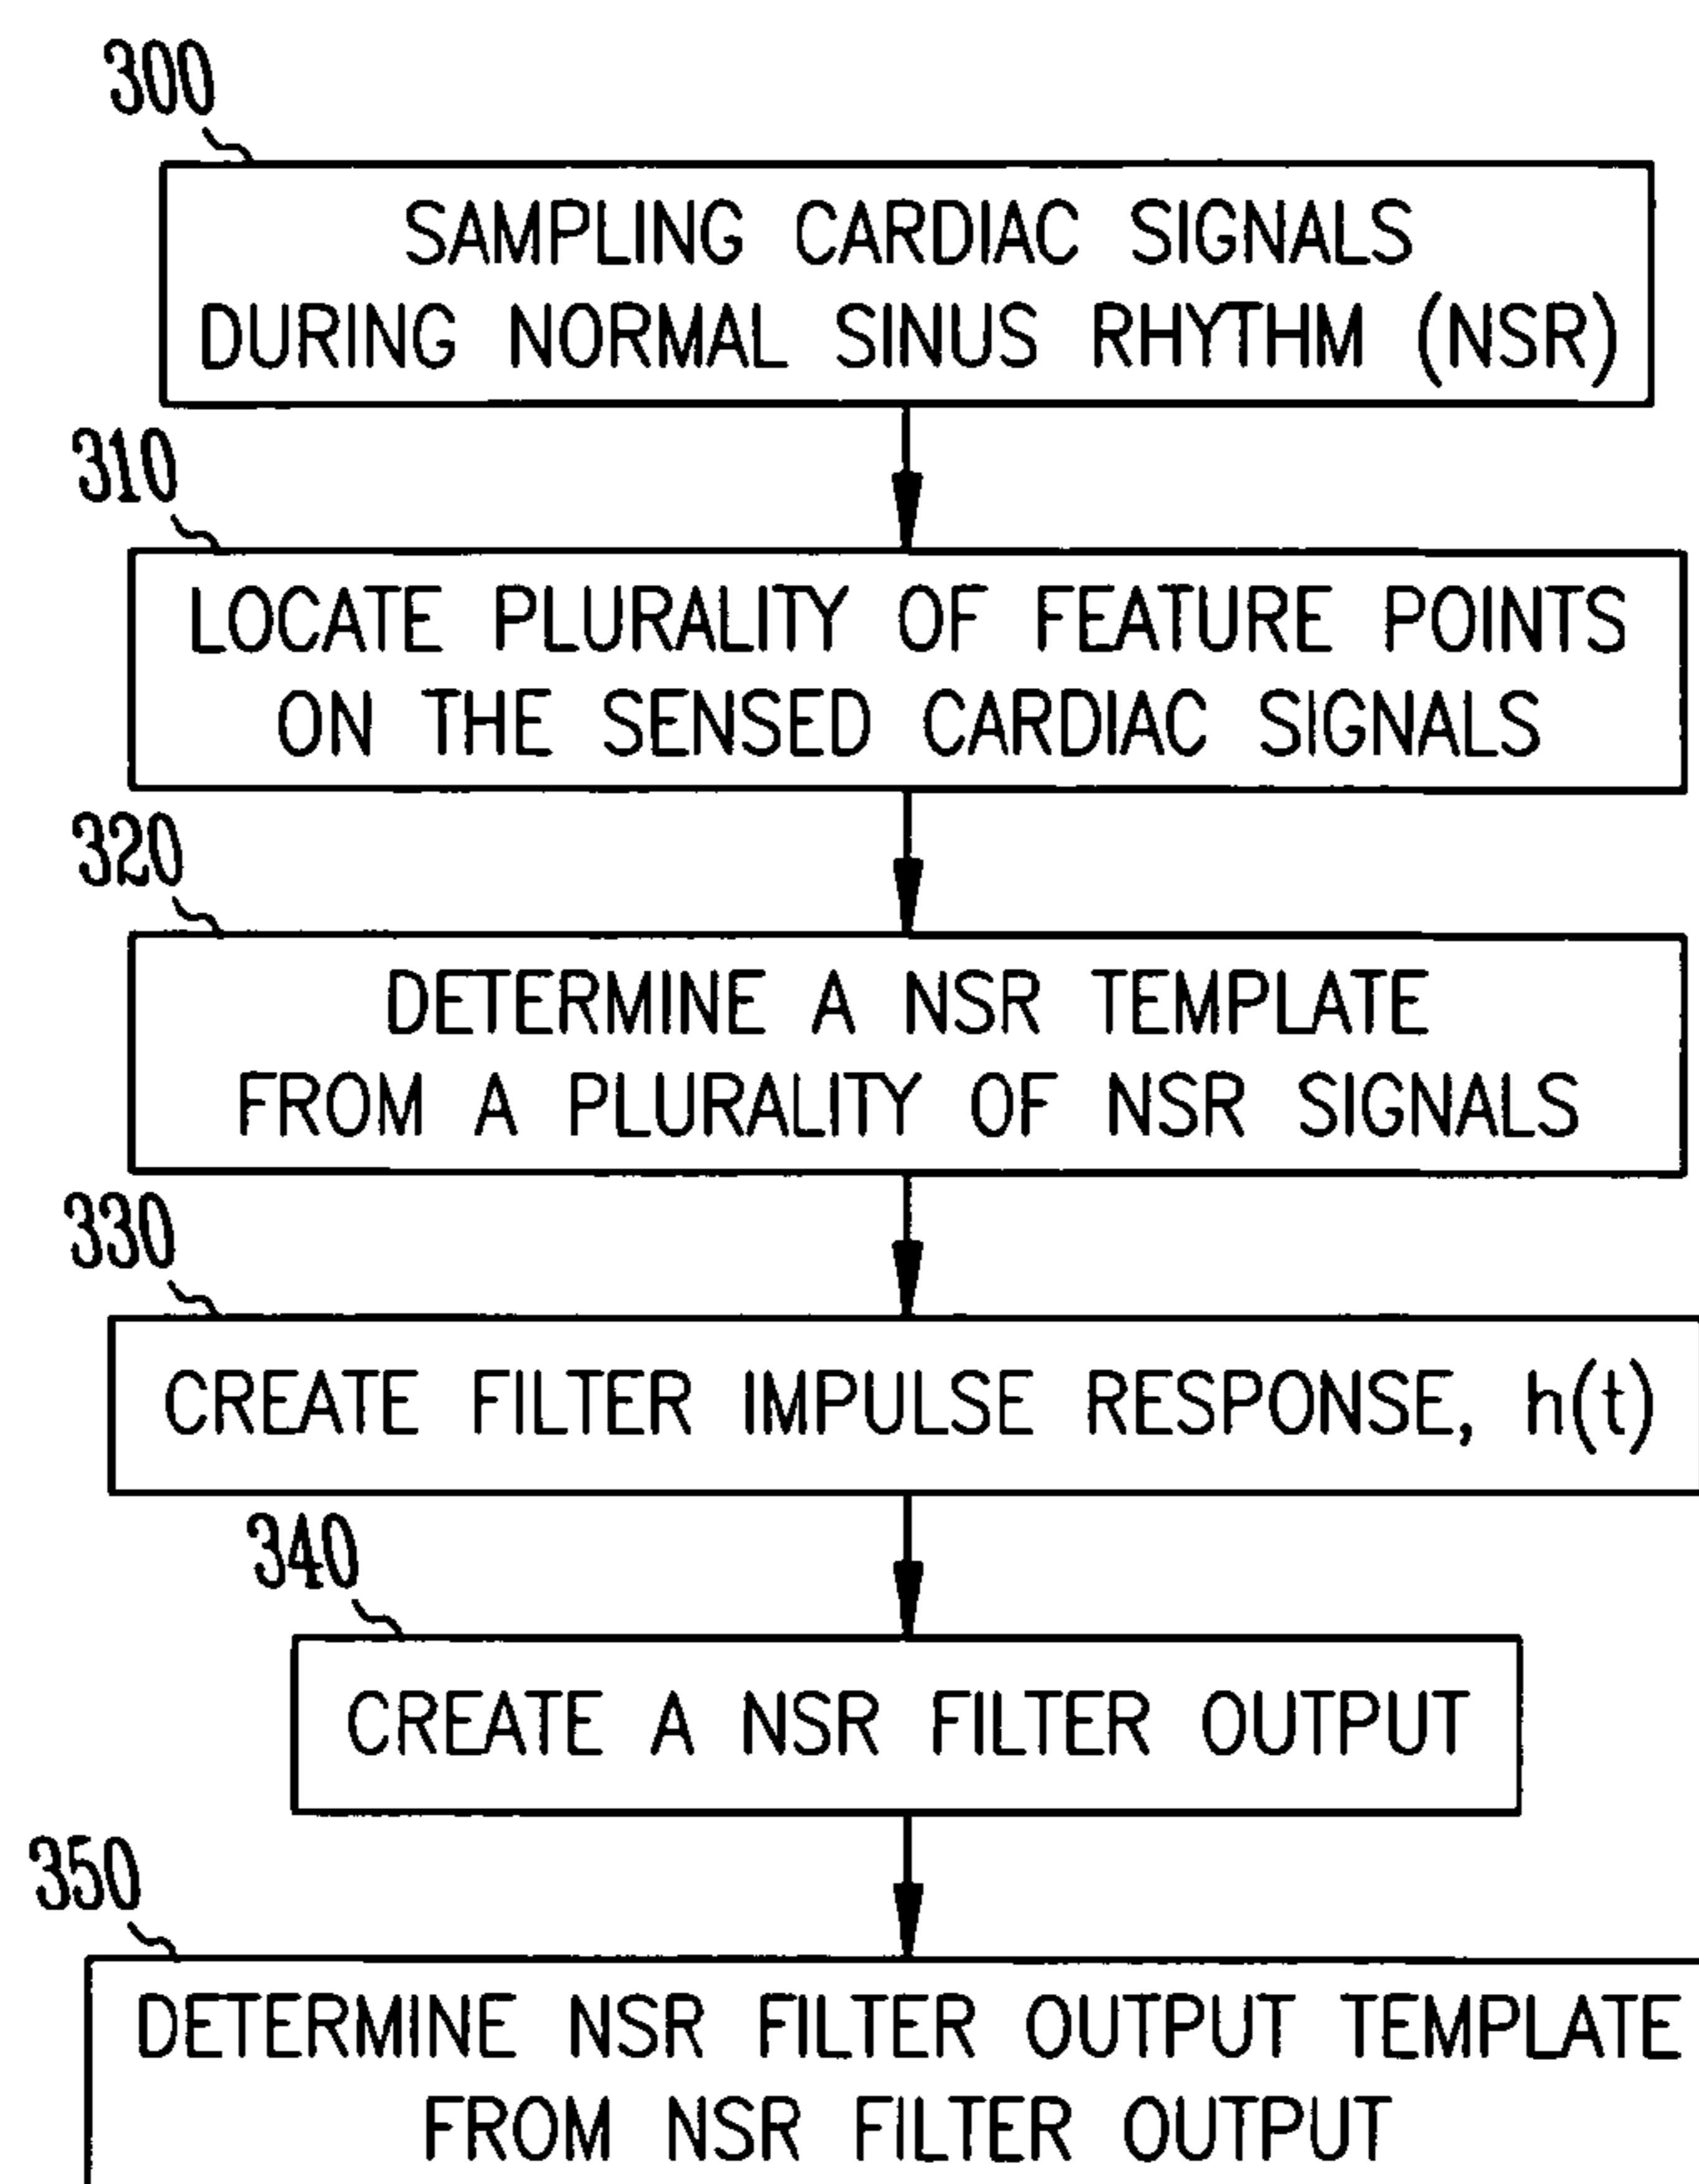 300
SAMPLING CARDIAC SIGNALS
DURING NORMAL SINUS RHYTHM (NSR)
310
LOCATE PLURALITY OF FEATURE POINTS
ON THE SENSED CARDIAC SIGNALS
320
DETERMINE A NSR TEMPLATE
FROM A PLURALITY OF NSR SIGNALS
330
CREATE FILTER IMPULSE RESPONSE, h(t)
340
CREATE A NSR FILTER OUTPUT
350
DETERMINE NSR FILTER OUTPUT TEMPLATE
FROM NSR FILTER OUTPUT